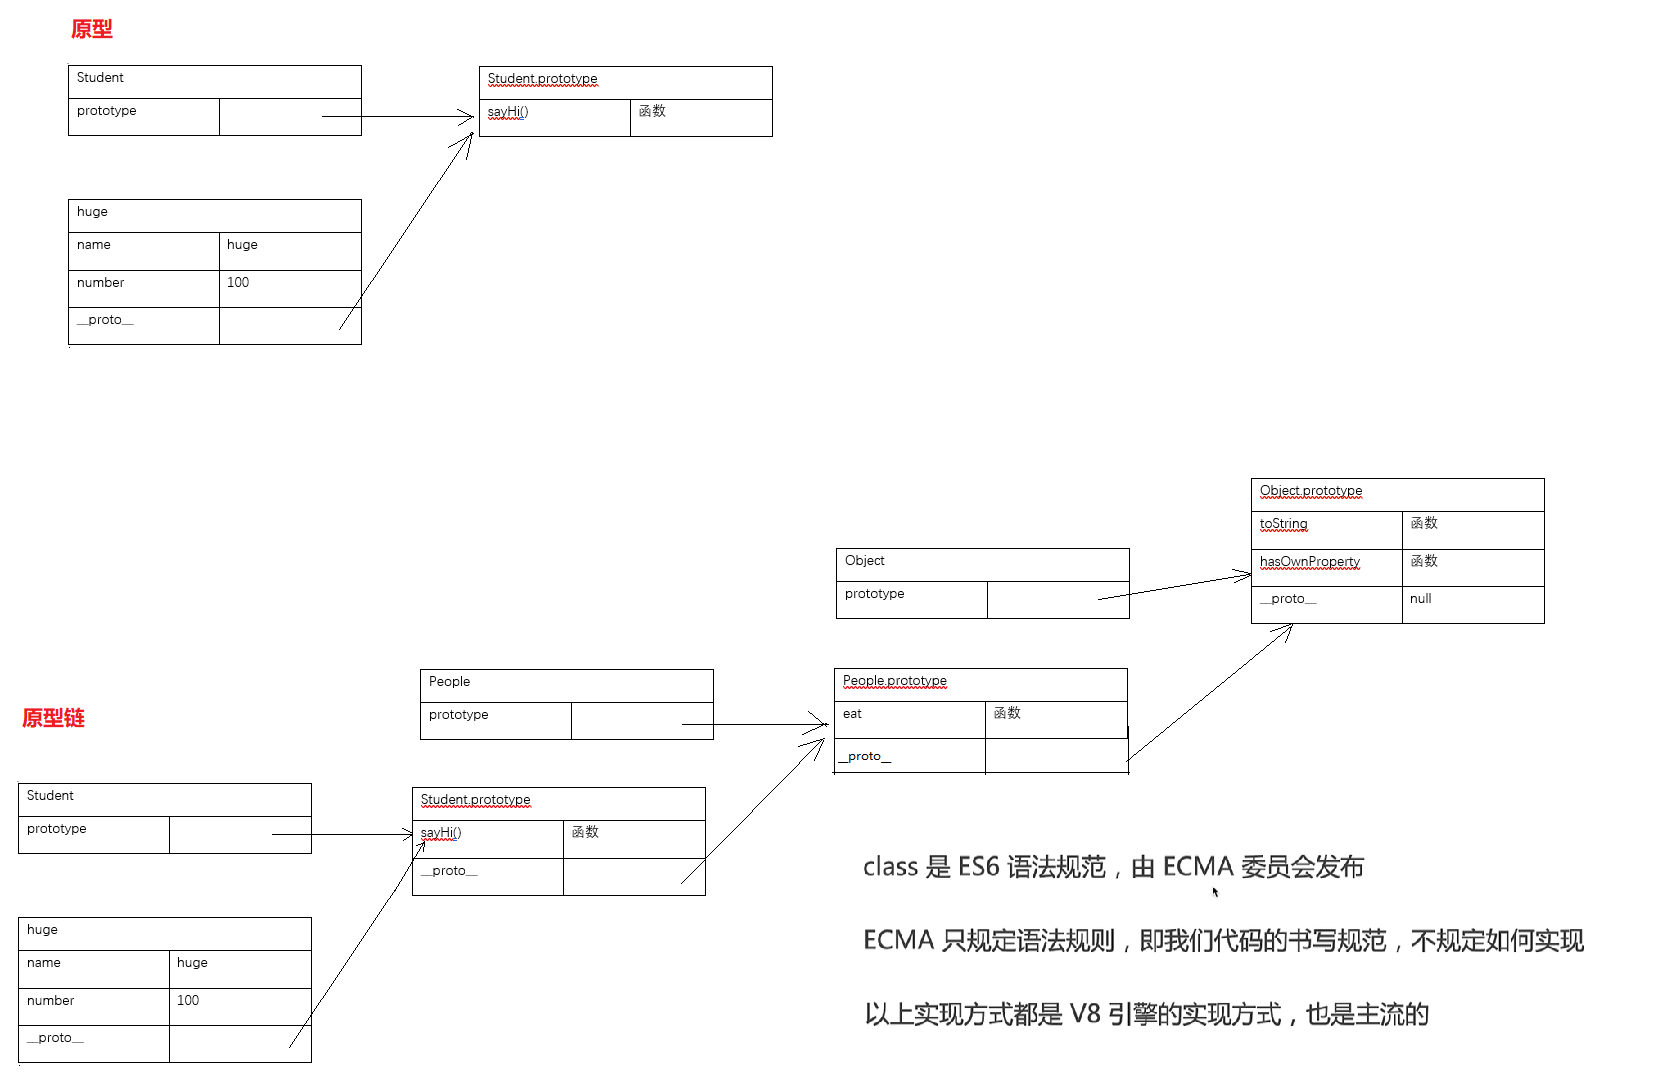 原型
Student
prototype
Student.prototype
sayHi() 函数
huge
name huge
number 100
__proto__
Object.prototype
toString 函数
hasOwnProperty 函数
__proto__ null
Object
prototype
People
prototype
People.prototype
eat 函数
__proto__
原型链
Student
prototype
Student.prototype
sayHi() 函数
__proto__
huge
name huge
number 100
__proto__
class 是 ES6 语法规范，由 ECMA 委员会发布
ECMA 只规定语法规则，即我们代码的书写规范，不规定如何实现
以上实现方式都是 V8 引擎的实现方式，也是主流的